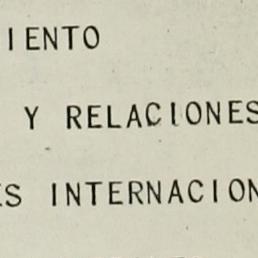 IENTO
Y RELACIONES
ES INTERNACION